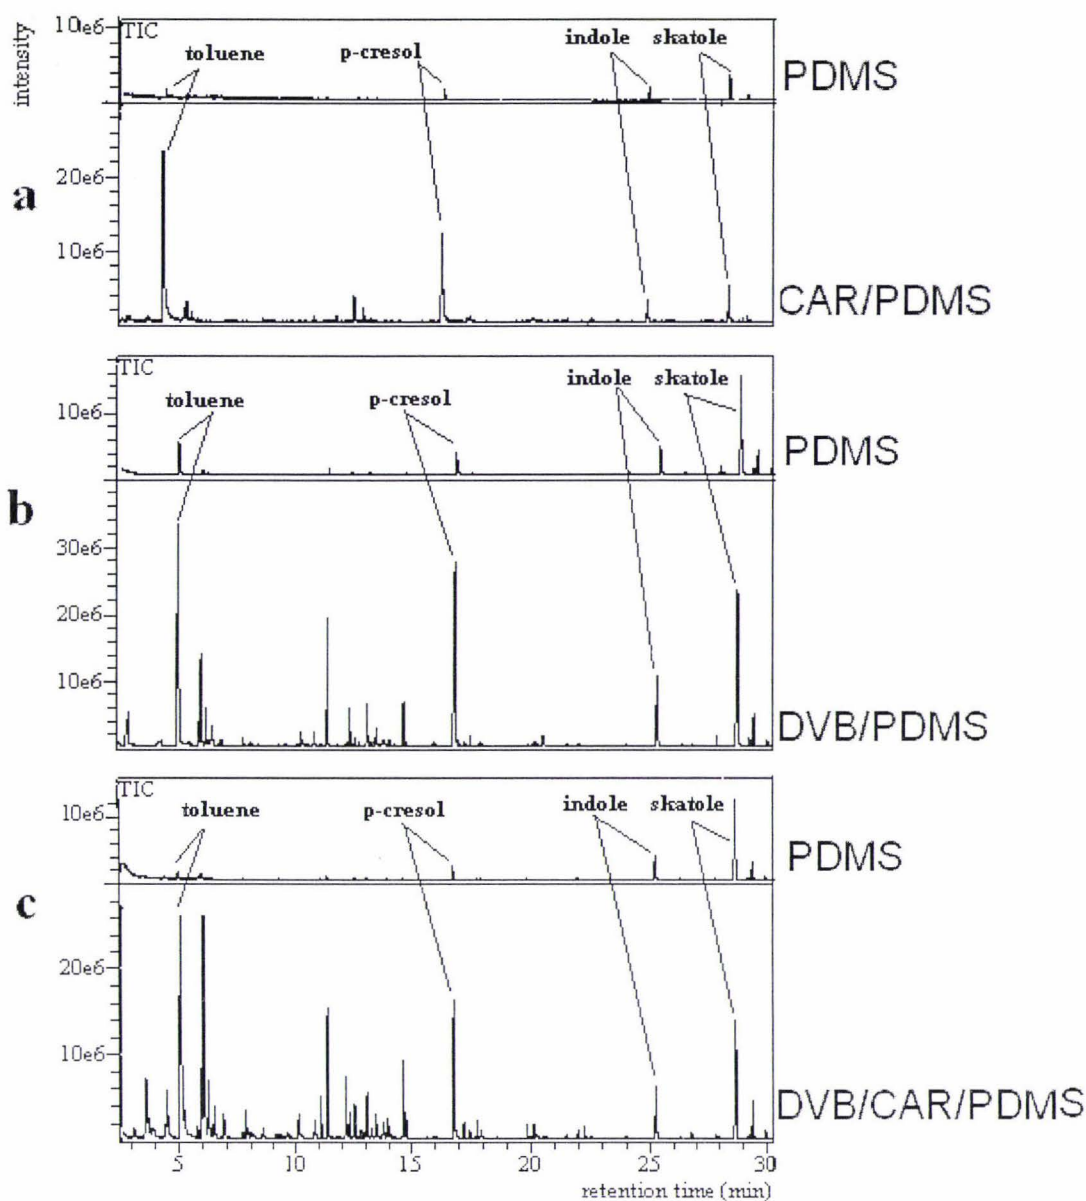 intensity
10e6
TIC
toluene
p-cresol
indole
skatole
PDMS
a
20e6
10e6
CAR/PDMS
TIC
toluene
p-cresol
indole
skatole
10e6
PDMS
b
30e6
20e6
10e6
DVB/PDMS
TIC
toluene
p-cresol
indole
skatole
10e6
PDMS
c
20e6
10e6
DVB/CAR/PDMS
5
10
15
20
25
30
retention time (min)